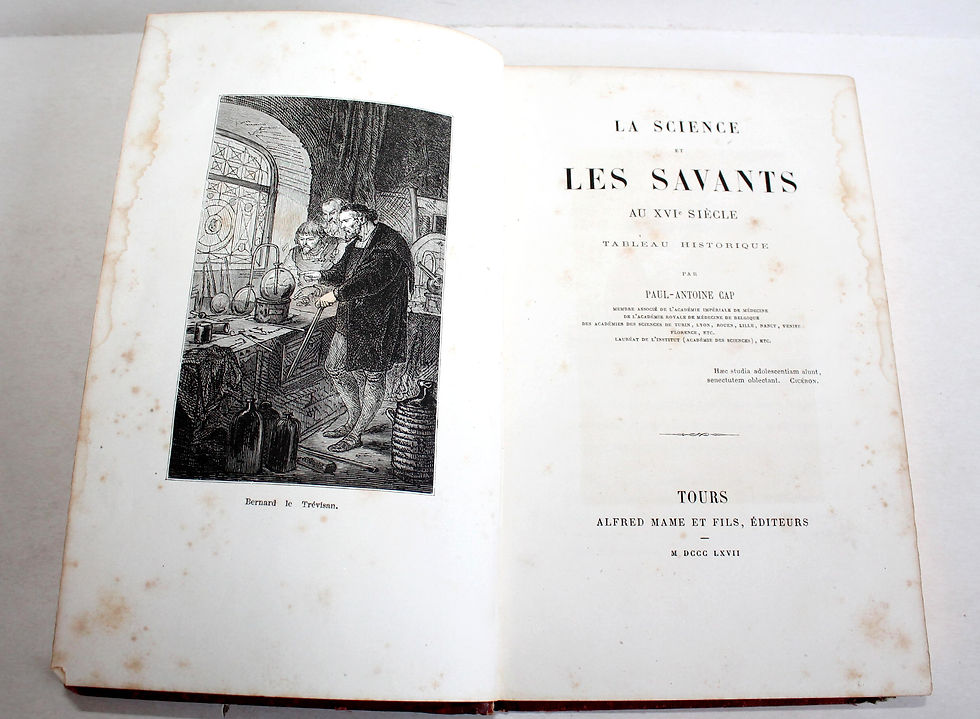 Bernard le Trévisan.
LA SCIENCE
ET
LES SAVANTS
AU XVIe SIÈCLE
TABLEAU HISTORIQUE
PAR
PAUL-ANTOINE CAP
MEMBRE ASSOCIÉ DE L'ACADÉMIE IMPÉRIALE DE MÉDECINE
DE L'ACADÉMIE ROYALE DE MÉDECINE DE BELGIQUE
DES ACADÉMIES DES SCIENCES DE TURIN, LYON, ROUEN, LILLE, NANCY, VENISE
FLORENCE, ETC.
LAURÉAT DE L'INSTITUT (ACADÉMIE DES SCIENCES), ETC.
Hæc studia adolescentiam alunt,
senectutem oblectant. CICÉRON.
TOURS
ALFRED MAME ET FILS, ÉDITEURS
M DCCC LXVII